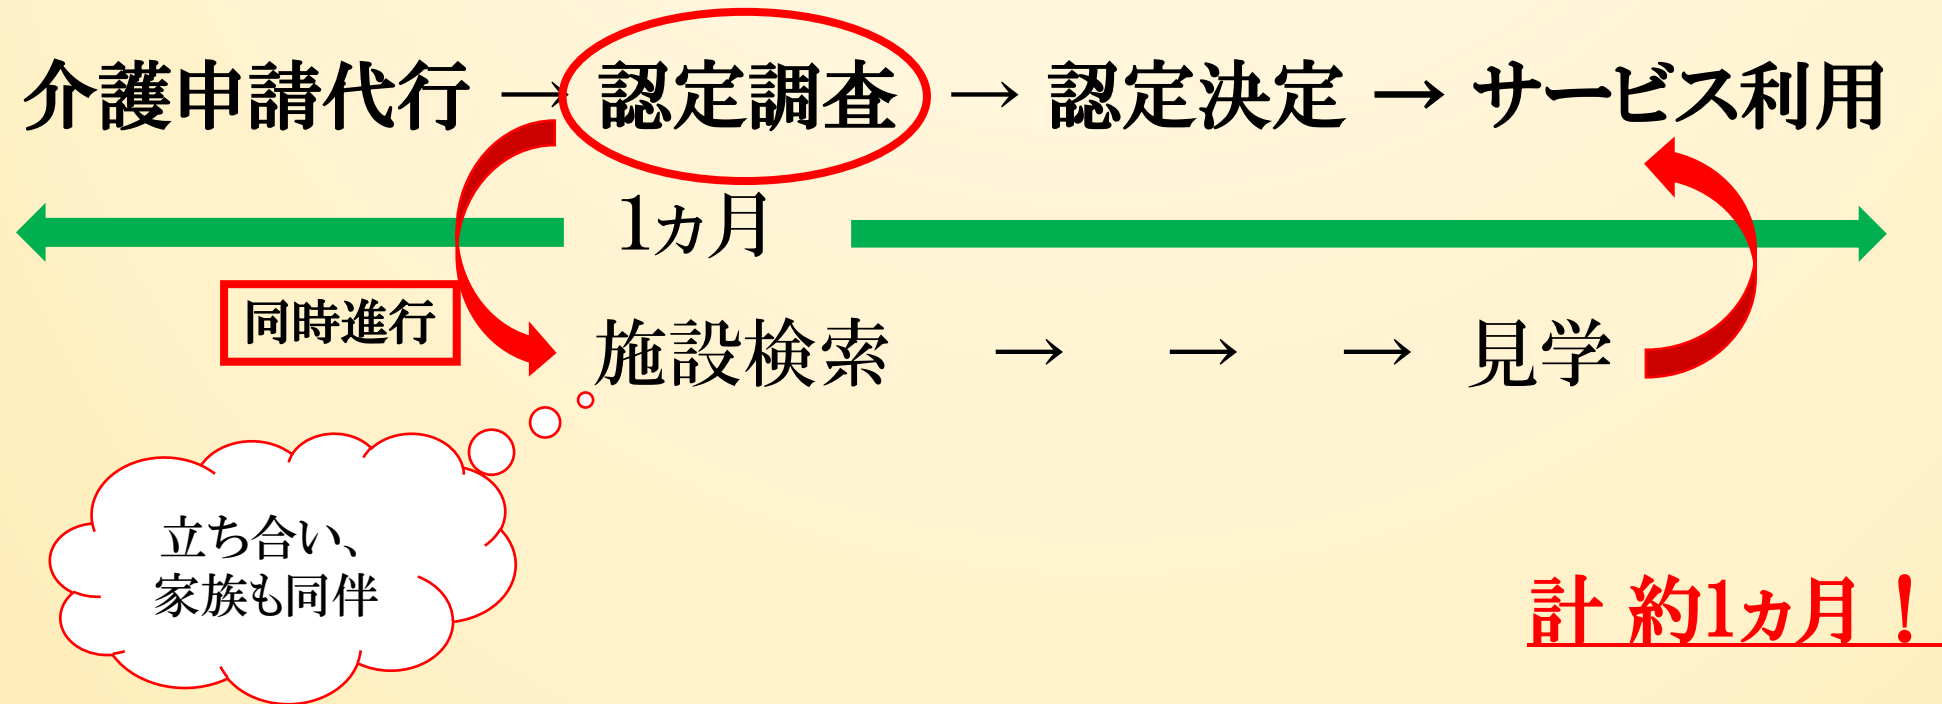 介護申請代行 → 認定調査 → 認定決定 → サービス利用
1ヵ月
同時進行
施設検索 → → → 見学
立ち合い、
家族も同伴
計 約1ヵ月！